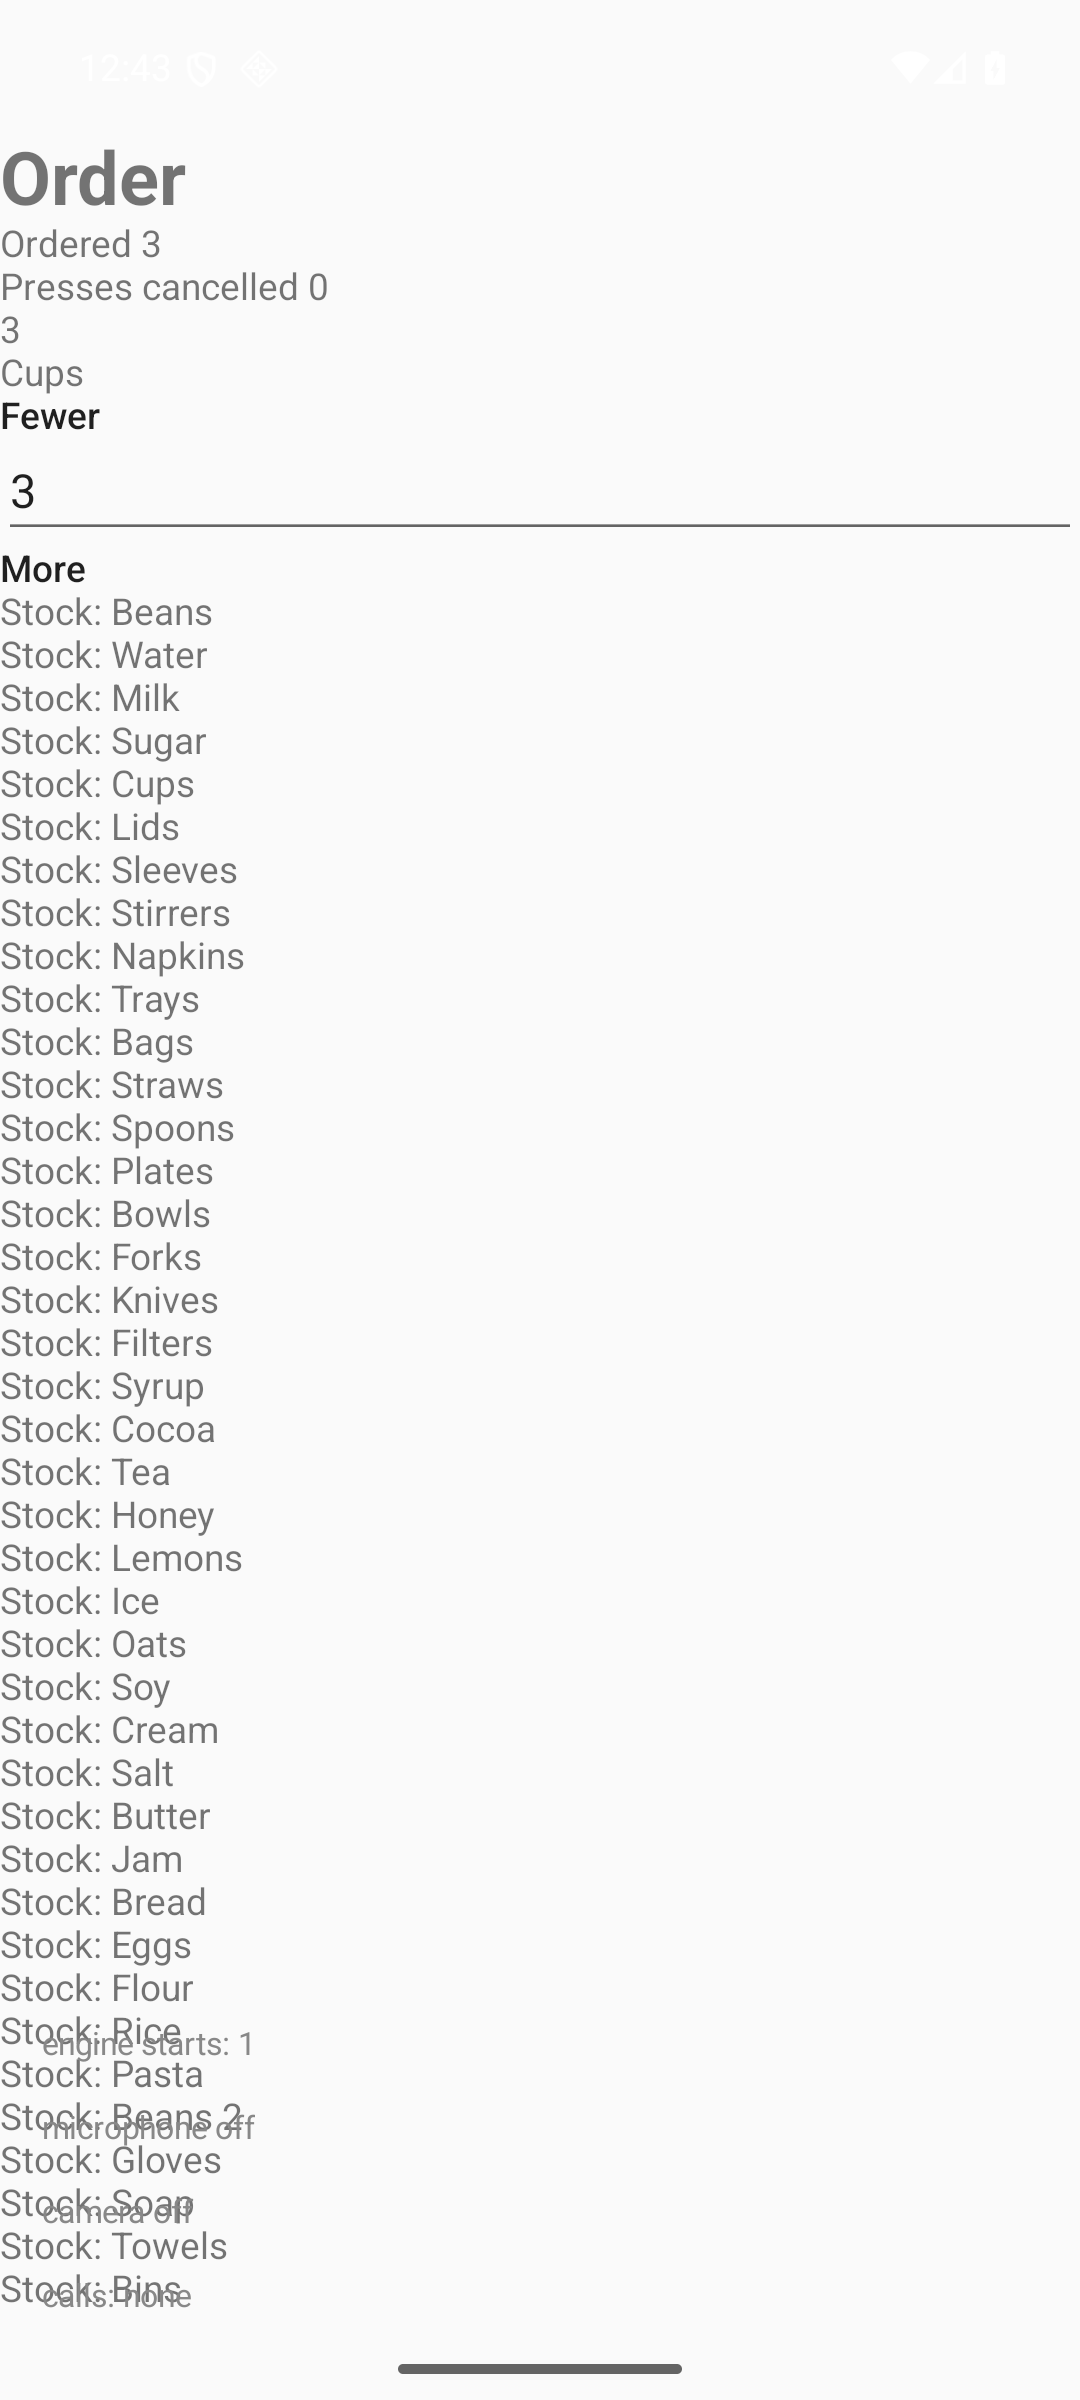 12:43
Order
Ordered 3
Presses cancelled 0
3
Cups
Fewer
3
More
Stock: Beans
Stock: Water
Stock: Milk
Stock: Sugar
Stock: Cups
Stock: Lids
Stock: Sleeves
Stock: Stirrers
Stock: Napkins
Stock: Trays
Stock: Bags
Stock: Straws
Stock: Spoons
Stock: Plates
Stock: Bowls
Stock: Forks
Stock: Knives
Stock: Filters
Stock: Syrup
Stock: Cocoa
Stock: Tea
Stock: Honey
Stock: Lemons
Stock: Ice
Stock: Oats
Stock: Soy
Stock: Cream
Stock: Salt
Stock: Butter
Stock: Jam
Stock: Bread
Stock: Eggs
Stock: Flour
Stock: Rice
engine starts: 1
Stock: Pasta
Stock: Beans 2
microphone off
Stock: Gloves
Stock: Soap
camera off
Stock: Towels
Stock: Bins
calls: none